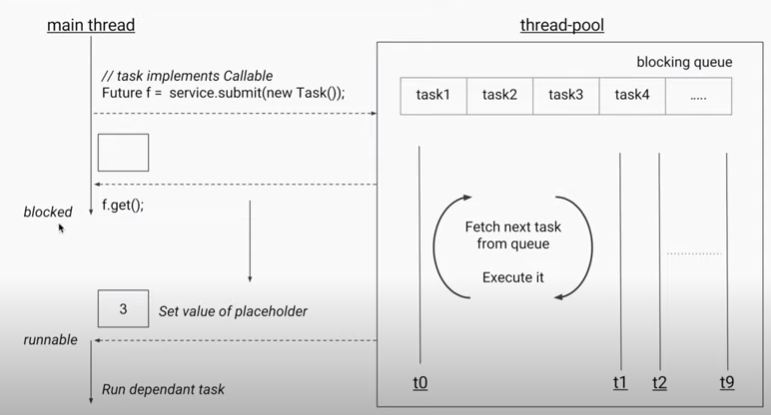 main thread
// task implements Callable
Future f = service.submit(new Task());
blocked
f.get();
3
Set value of placeholder
runnable
Run dependant task
thread-pool
blocking queue
task1
task2
task3
task4
.....
Fetch next task
from queue
Execute it
t0
t1
t2
t9